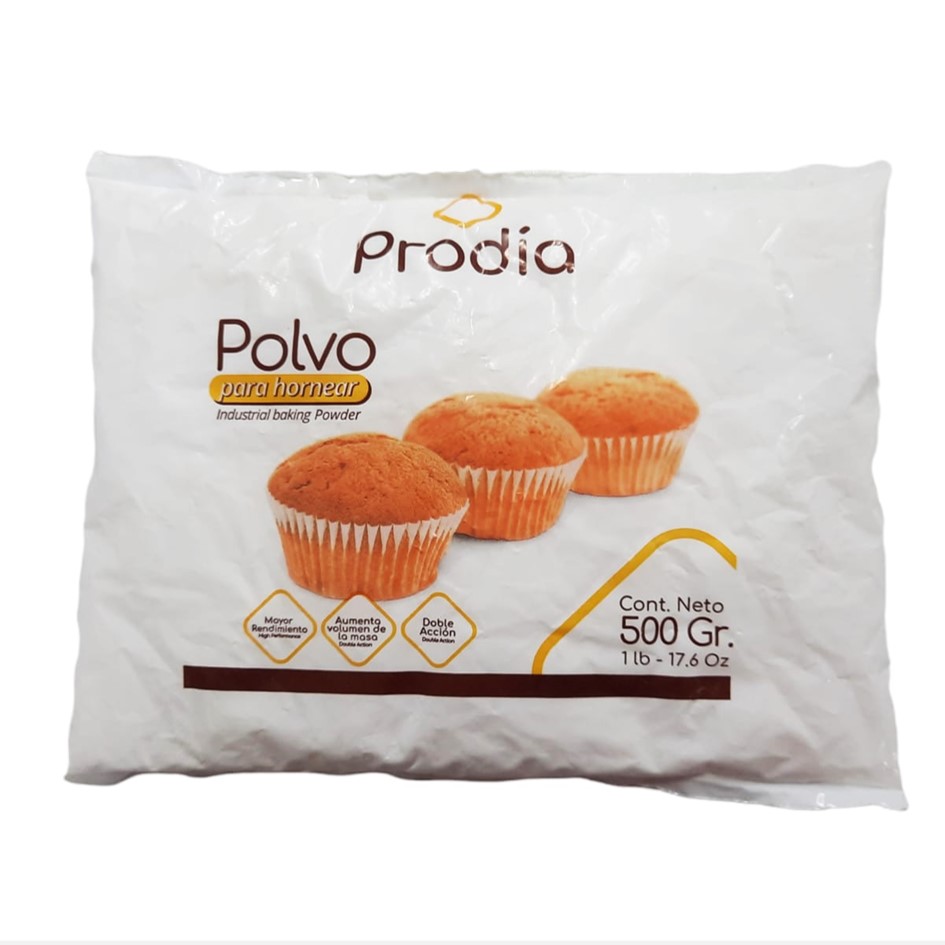 Prodia
Polvo
para hornear
Industrial baking Powder
Mayor
Rendimiento
High Performance
Aumenta
volumen de
la masa
Double Action
Doble
Acción
Double Action
Cont. Neto
500 Gr.
1 lb - 17.6 Oz